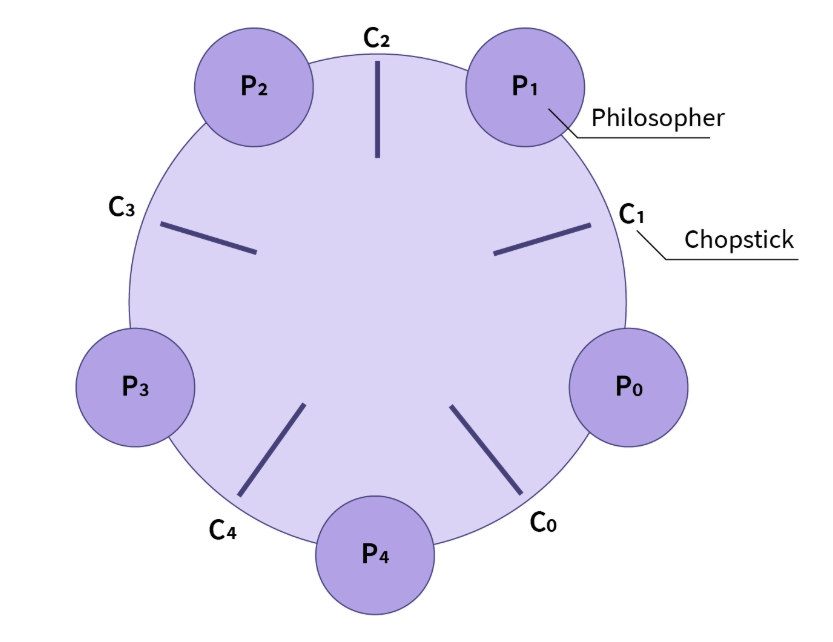 C₂
P₂
P₁
Philosopher
C₃
C₁
Chopstick
P₃
P₀
C₄
C₀
P₄